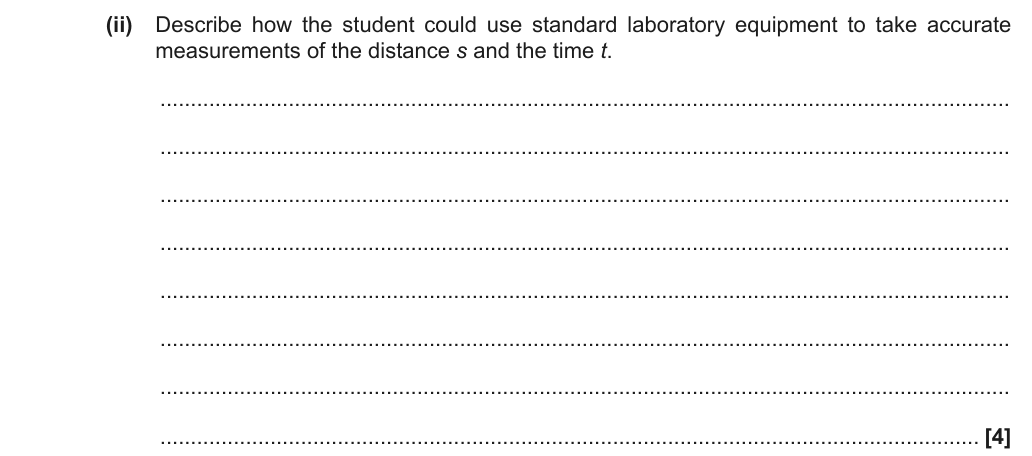 (ii) Describe how the student could use standard laboratory equipment to take accurate
measurements of the distance s and the time t.
[4]